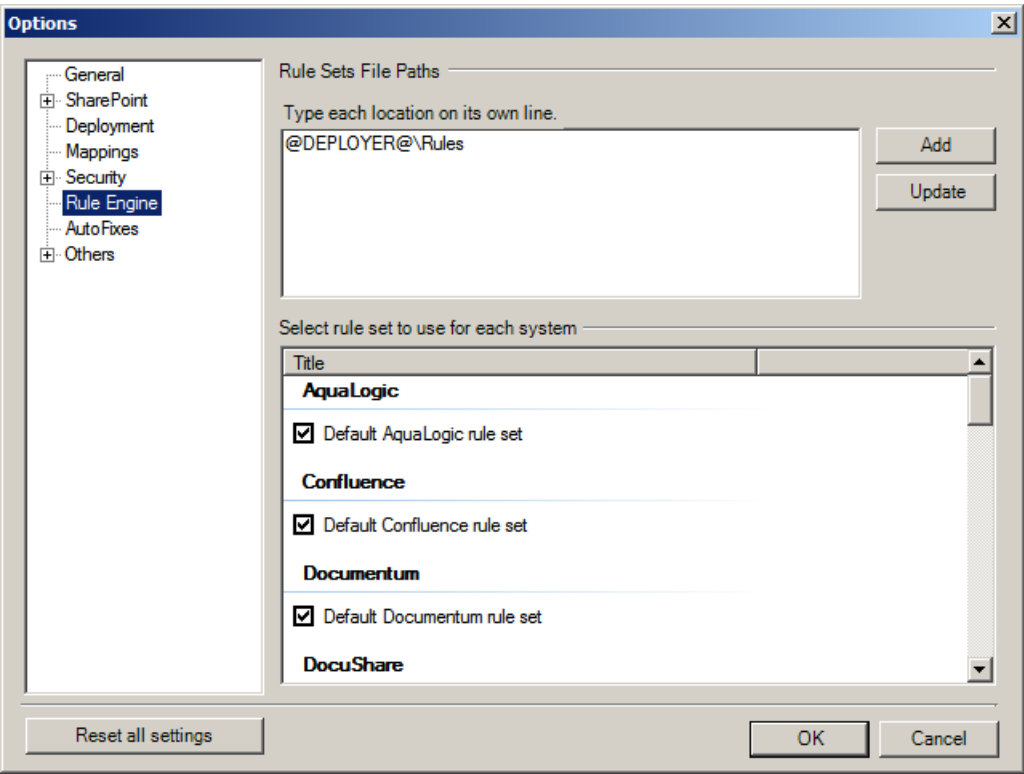 Options
General
SharePoint
Deployment
Mappings
Security
Rule Engine
AutoFixes
Others
Rule Sets File Paths
Type each location on its own line.
@DEPLOYER@\Rules
Add
Update
Select rule set to use for each system
Title
AquaLogic
Default AquaLogic rule set
Confluence
Default Confluence rule set
Documentum
Default Documentum rule set
DocuShare
Reset all settings
OK
Cancel